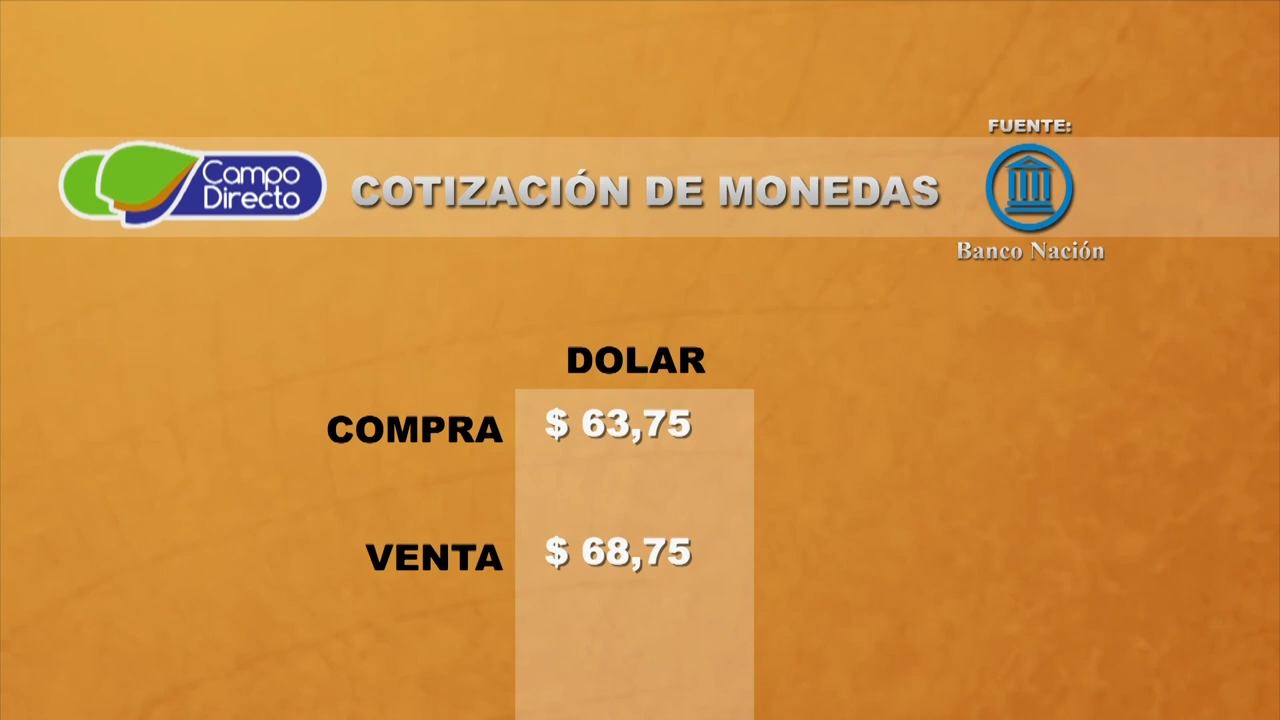 FUENTE:
Campo
Directo
COTIZACIÓN DE MONEDAS
Banco Nación
DOLAR
COMPRA $ 63,75
VENTA $ 68,75